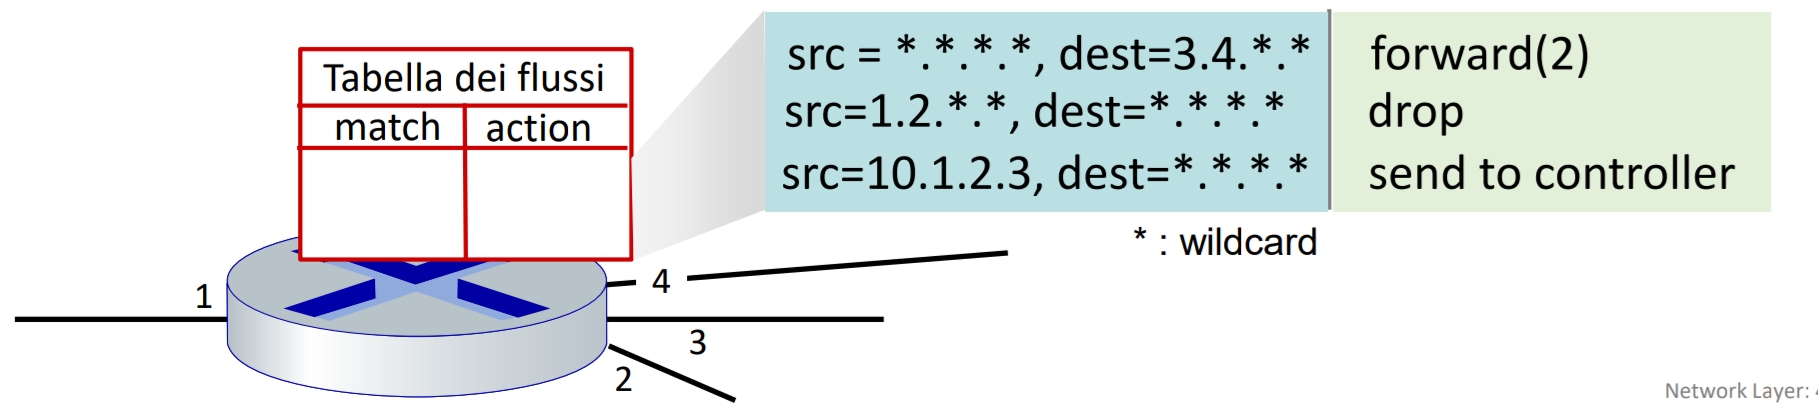 Tabella dei flussi
match action
src = *.*.*.*, dest=3.4.*.* forward(2)
src=1.2.*.*, dest=*.*.*.* drop
src=10.1.2.3, dest=*.*.*.* send to controller
* : wildcard
1
4
3
2
Network Layer: